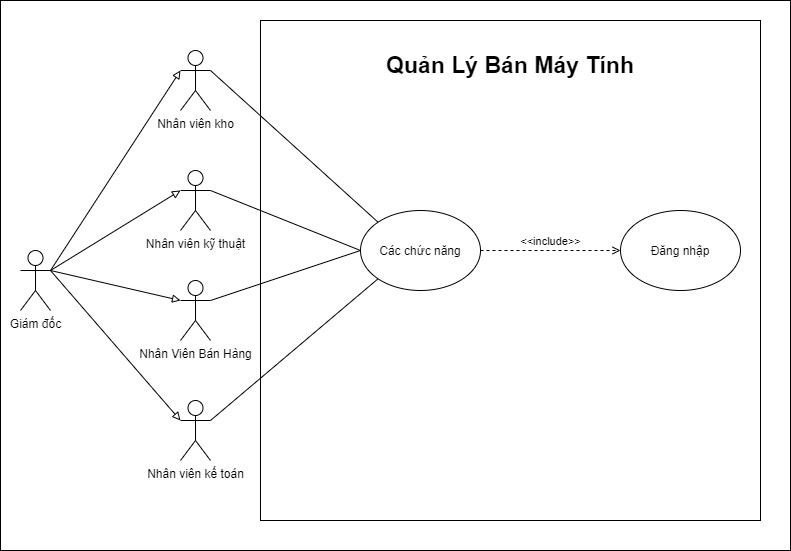 Quản Lý Bán Máy Tính
Nhân viên kho
Nhân viên kỹ thuật
Các chức năng
<<include>>
Đăng nhập
Giám đốc
Nhân Viên Bán Hàng
Nhân viên kế toán